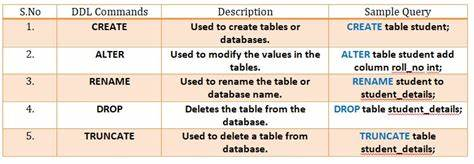 S.No DDL Commands Description Sample Query
1. CREATE Used to create tables or databases. CREATE table student;
2. ALTER Used to modify the values in the tables. ALTER table student add column roll_no int;
3. RENAME Used to rename the table or database name. RENAME student to student_details;
4. DROP Deletes the table from the database. DROP table student_details;
5. TRUNCATE Used to delete a table from database. TRUNCATE table student_details;